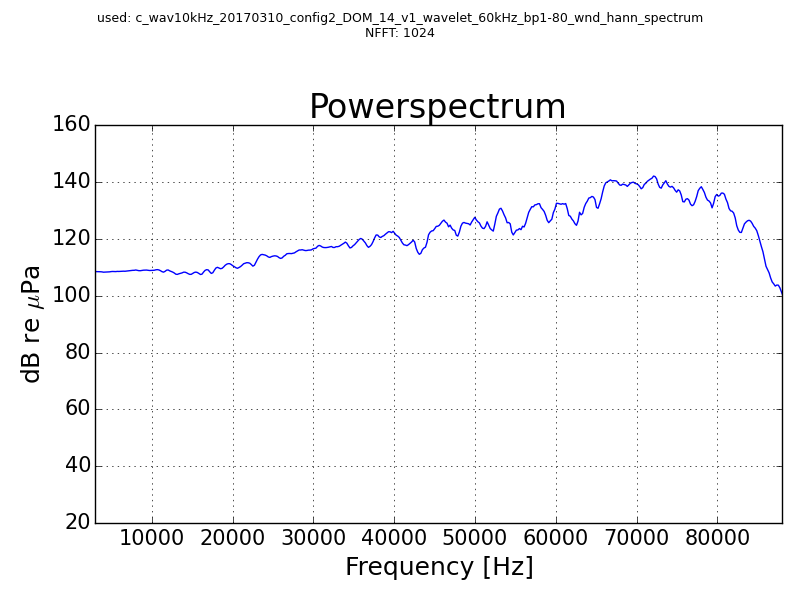 used: c_wav10kHz_20170310_config2_DOM_14_v1_wavelet_60kHz_bp1-80_wnd_hann_spectrum
NFFT: 1024
Powerspectrum
160
140
120
100
80
60
40
20
dB re μPa
10000 20000 30000 40000 50000 60000 70000 80000
Frequency [Hz]